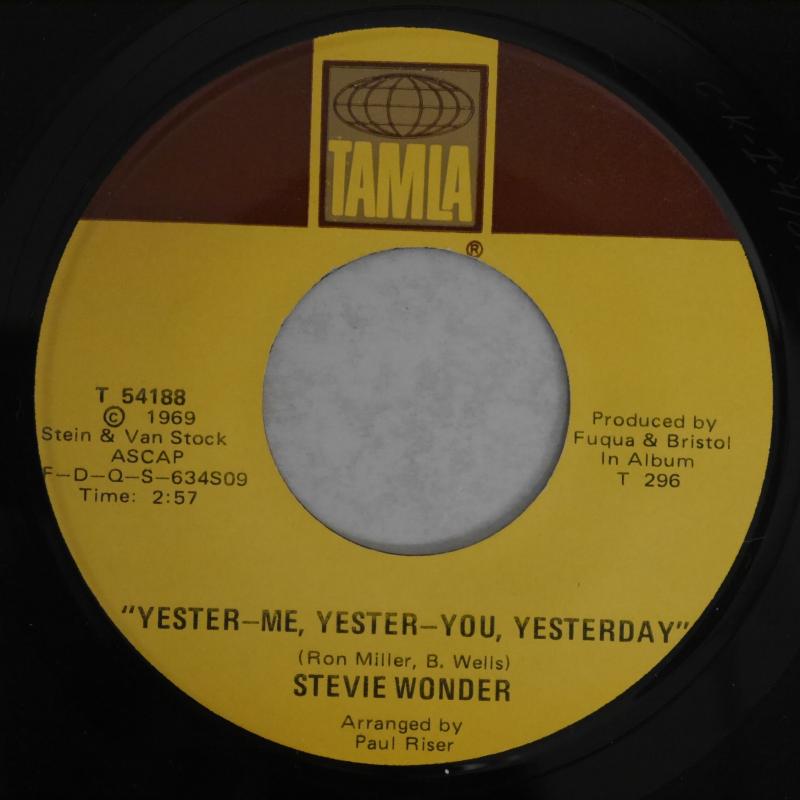 TAMLA
®
T 54188
© 1969
Stein & Van Stock
ASCAP
F-D-Q-S-634S09
Time: 2:57
Produced by
Fuqua & Bristol
In Album
T 296
"YESTER-ME, YESTER-YOU, YESTERDAY"
(Ron Miller, B. Wells)
STEVIE WONDER
Arranged by
Paul Riser